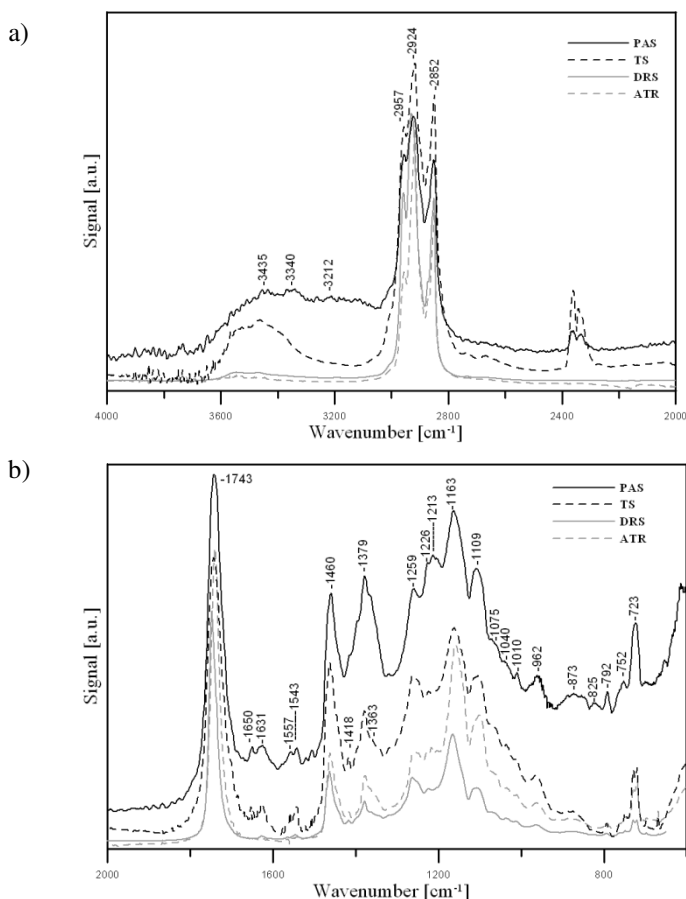 a)
PAS
TS
DRS
ATR
-2957
-2924
-2852
-3435
-3340
-3212
Signal [a.u.]
4000
3600
3200
2800
2400
2000
Wavenumber [cm⁻¹]
b)
PAS
TS
DRS
ATR
-1743
-1650
-1631
-1557
-1543
-1460
-1418
-1379
-1363
-1259
-1226
-1213
-1163
-1109
-1075
-1040
-1010
-962
-873
-825
-792
-752
-723
Signal [a.u.]
2000
1600
1200
800
Wavenumber [cm⁻¹]